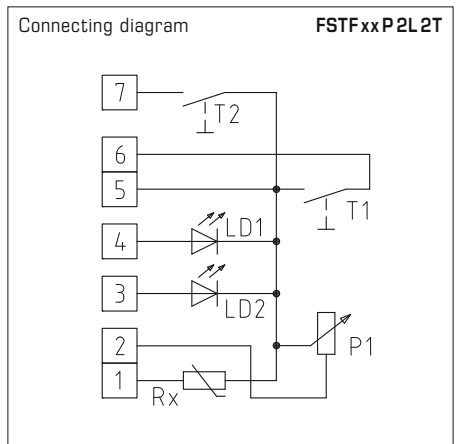 Connecting diagram FSTFxxP2L2T
7
T2
6
5
T1
4
LD1
3
LD2
2
P1
1
Rx